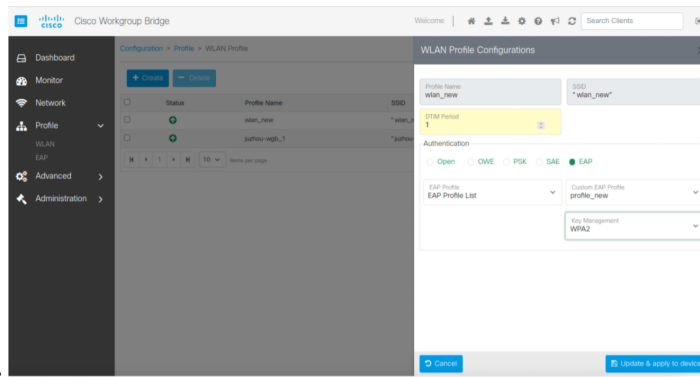 CISCO
Cisco Workgroup Bridge
Welcome
Search Clients
Dashboard
Monitor
Network
Profile
WLAN
EAP
Advanced
Administration
Configuration > Profile > WLAN Profile
+ Create
− Delete
Status Profile Name SSID
wlan_new
juzhou-wgb_1
1 10 items per page
WLAN Profile Configurations
Profile Name
wlan_new
SSID
"wlan_new"
DTIM Period
1
Authentication
Open OWE PSK SAE EAP
EAP Profile
EAP Profile List
Custom EAP Profile
profile_new
Key Management
WPA2
Cancel
Update & apply to device